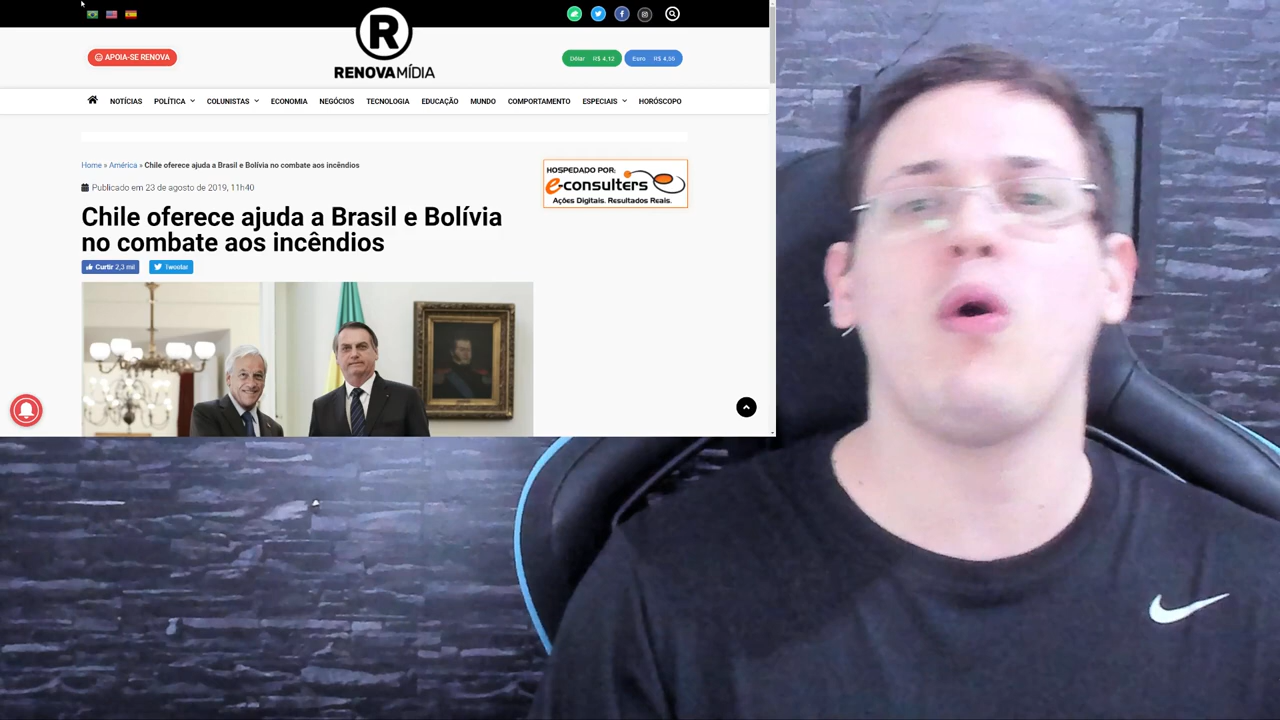 APOIA-SE RENOVA
R
RENOVAMÍDIA
Dólar R$ 4,12
Euro R$ 4,50
NOTÍCIAS POLÍTICA COLUNISTAS ECONOMIA NEGÓCIOS TECNOLOGIA EDUCAÇÃO MUNDO COMPORTAMENTO ESPECIAIS HORÓSCOPO
Home » América » Chile oferece ajuda a Brasil e Bolívia no combate aos incêndios
Publicado em 23 de agosto de 2019, 11h40
Chile oferece ajuda a Brasil e Bolívia
no combate aos incêndios
Curtir 2,3 mil
Tweetar
HOSPEDADO POR:
e-consulters
Ações Digitais. Resultados Reais.